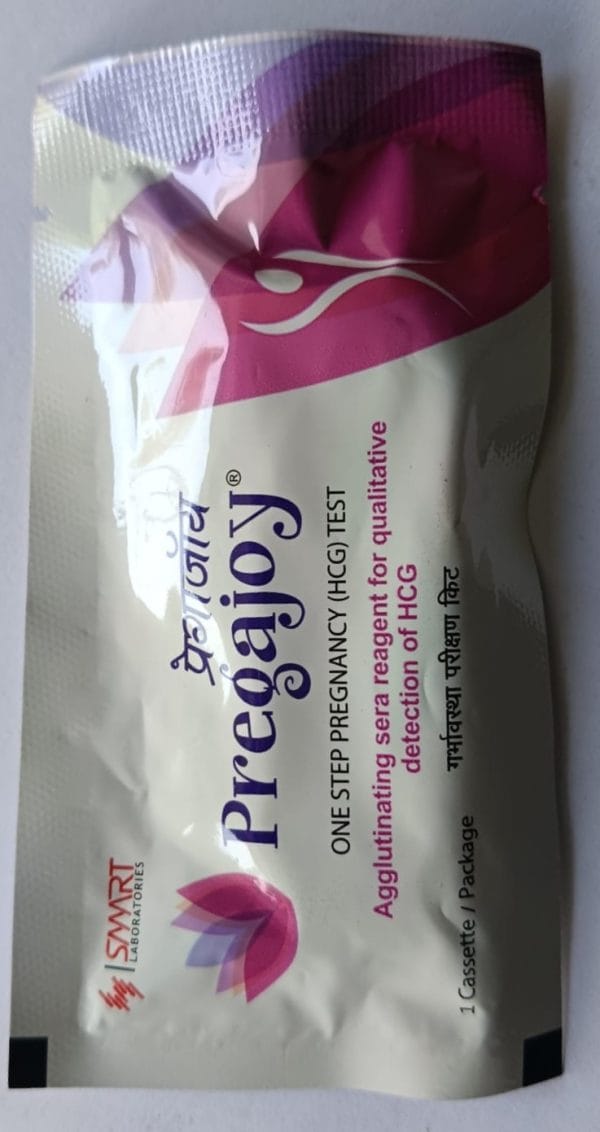 SMART
LABORATORIES
प्रेगाजॉय
Pregajoy®
ONE STEP PREGNANCY (HCG) TEST
Agglutinating sera reagent for qualitative
detection of HCG
गर्भावस्था परीक्षण किट
1 Cassette / Package